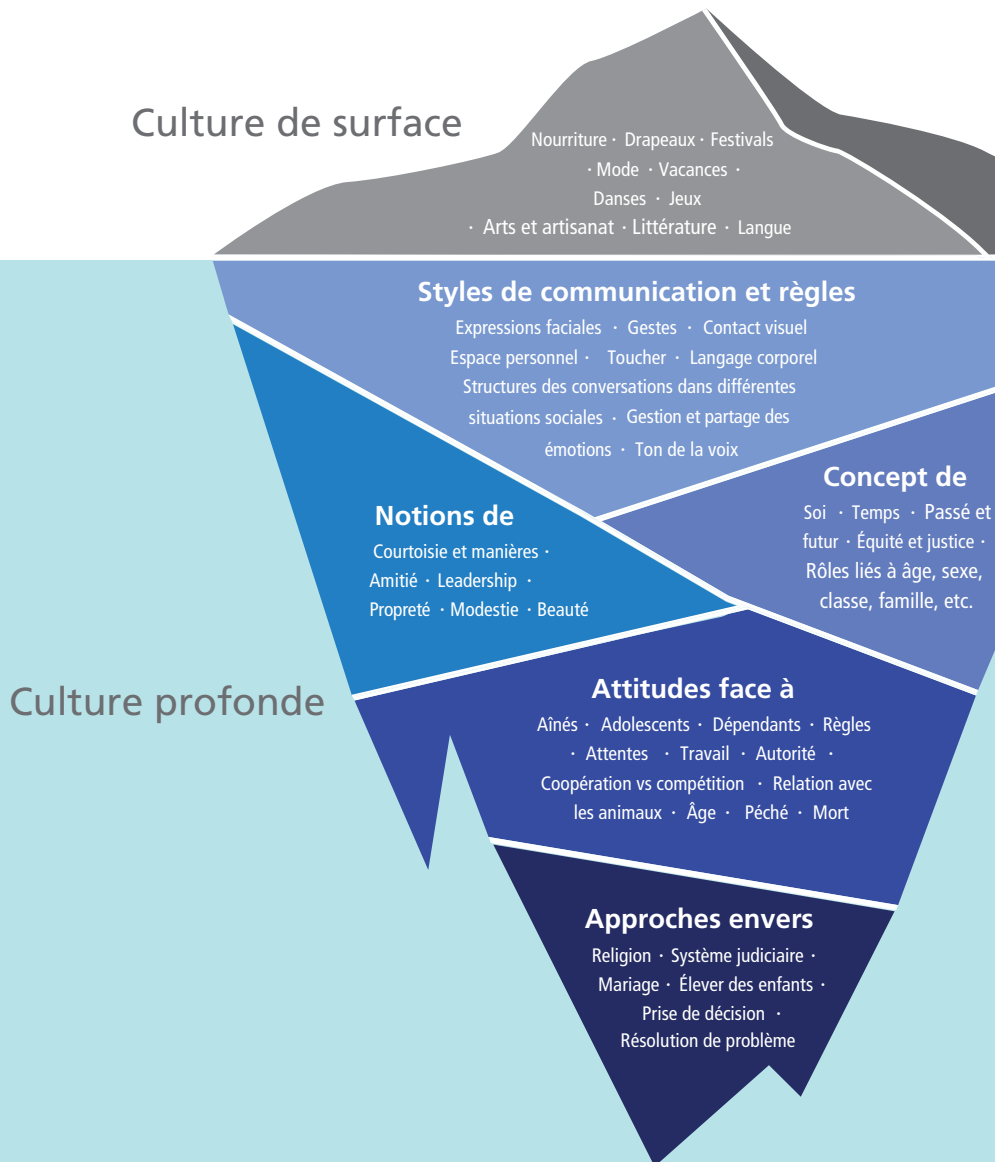 Culture de surface
Nourriture · Drapeaux · Festivals
· Mode · Vacances ·
Danses · Jeux
· Arts et artisanat · Littérature · Langue
Styles de communication et règles
Expressions faciales · Gestes · Contact visuel
Espace personnel · Toucher · Langage corporel
Structures des conversations dans différentes
situations sociales · Gestion et partage des
émotions · Ton de la voix
Concept de
Soi · Temps · Passé et
futur · Équité et justice ·
Rôles liés à âge, sexe,
classe, famille, etc.
Notions de
Courtoisie et manières ·
Amitié · Leadership ·
Propreté · Modestie · Beauté
Culture profonde
Attitudes face à
Aînés · Adolescents · Dépendants · Règles
· Attentes · Travail · Autorité ·
Coopération vs compétition · Relation avec
les animaux · Âge · Péché · Mort
Approches envers
Religion · Système judiciaire ·
Mariage · Élever des enfants ·
Prise de décision ·
Résolution de problème